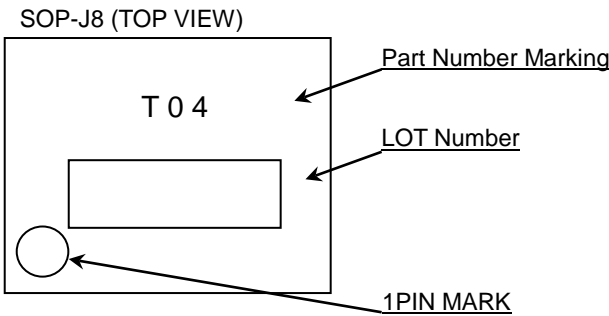 SOP-J8 (TOP VIEW)
Part Number Marking
T 0 4
LOT Number
1PIN MARK